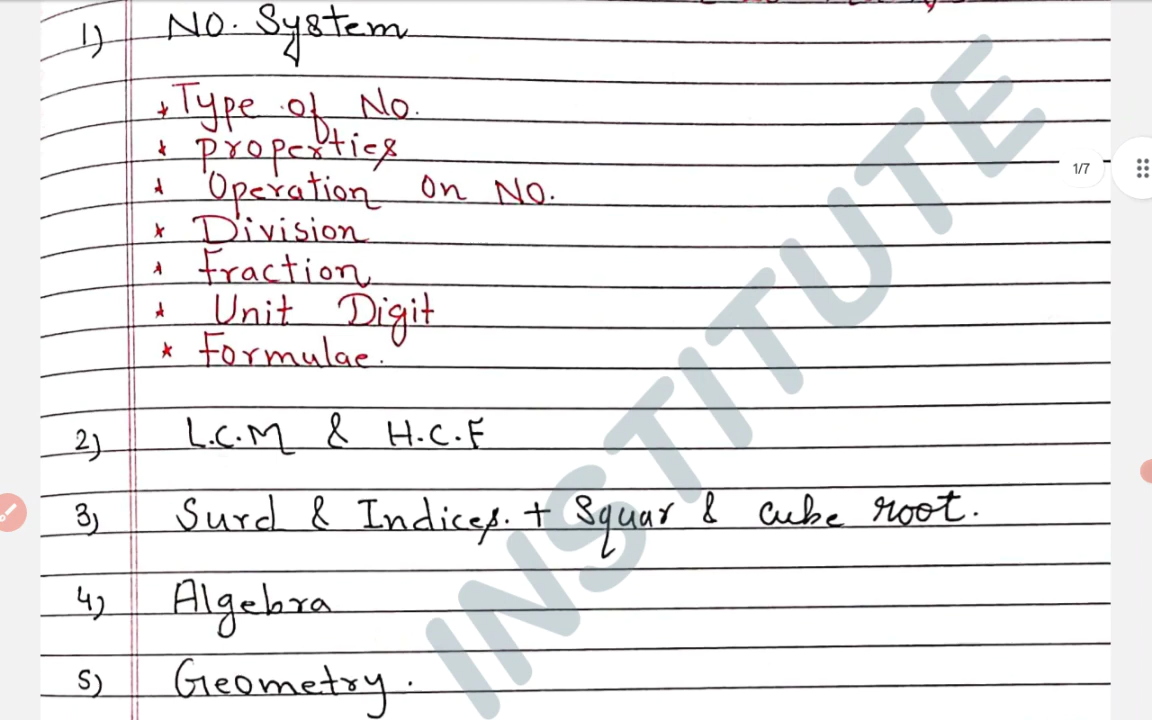 1) No. System
* Type of No.
* Properties
* Operation on No.
* Division
* fraction
* Unit Digit
* formulae.
1/7
2) L.C.M & H.C.F
3) Surd & Indices. + Squar & cube root.
4) Algebra
5) Geometry.
INSTITUTE